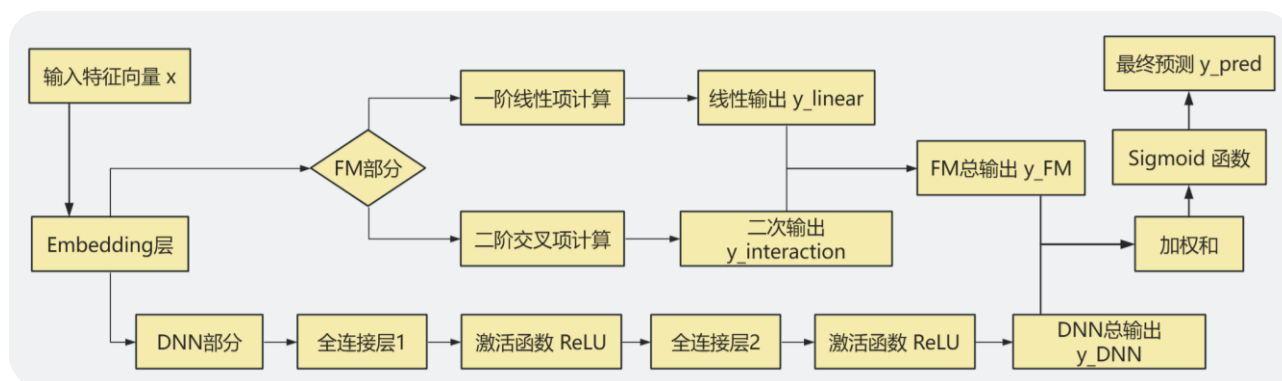 输入特征向量 x
Embedding层
FM部分
一阶线性项计算
线性输出 y_linear
二阶交叉项计算
二次输出
y_interaction
FM总输出 y_FM
DNN部分
全连接层1
激活函数 ReLU
全连接层2
激活函数 ReLU
DNN总输出
y_DNN
加权和
Sigmoid 函数
最终预测 y_pred